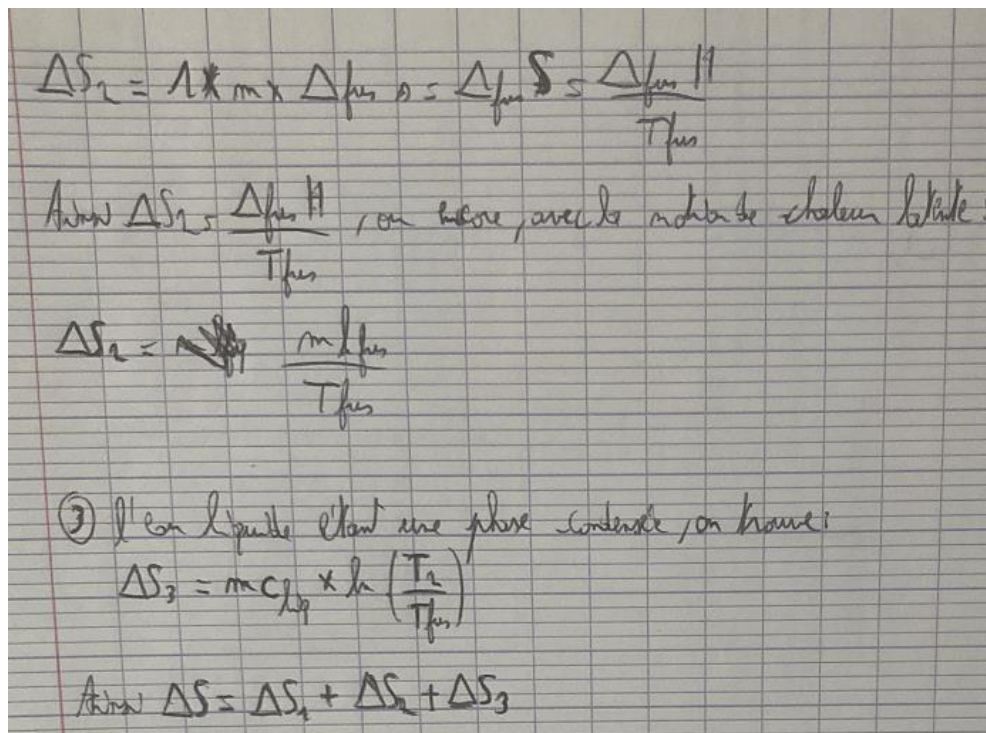 ΔS₂ = 1 × m × Δfus s = Δfus S = Δfus H / Tfus
Ainsi ΔS₂ = Δfus H / Tfus , ou encore, avec la notion de chaleur latente :
ΔS₂ = m lfus / Tfus
③ l'eau liquide étant une phase condensée, on trouve :
ΔS₃ = m cliq × ln (T₂ / Tfus)
Ainsi ΔS = ΔS₁ + ΔS₂ + ΔS₃